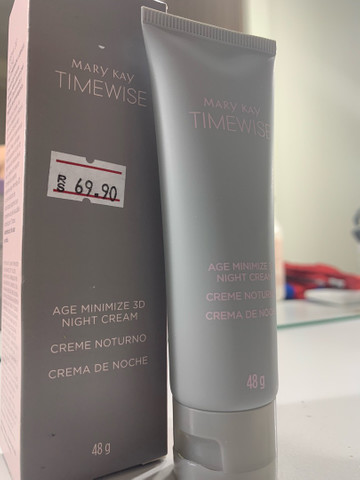 MARY KAY
TIMEWISE
R$ 69.90
AGE MINIMIZE 3D
NIGHT CREAM
CREME NOTURNO
CREMA DE NOCHE
48 g
MARY KAY
TIMEWISE
AGE MINIMIZE
NIGHT CREAM
CREME NOTUR
CREMA DE NOC
48 g